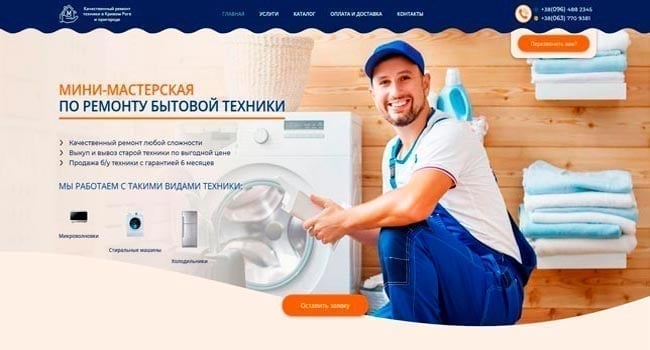 Качественный ремонт
техники в Кривом Роге
и пригороде
ГЛАВНАЯ УСЛУГИ КАТАЛОГ ОПЛАТА И ДОСТАВКА КОНТАКТЫ
+38(096) 488 2345
+38(063) 770 9381
Перезвонить вам?
МИНИ-МАСТЕРСКАЯ
ПО РЕМОНТУ БЫТОВОЙ ТЕХНИКИ
Качественный ремонт любой сложности
Выкуп и вывоз старой техники по выгодной цене
Продажа б/у техники с гарантией 6 месяцев
МЫ РАБОТАЕМ С ТАКИМИ ВИДАМИ ТЕХНИКИ:
Микроволновки
Стиральные машины
Холодильники
Оставить заявку